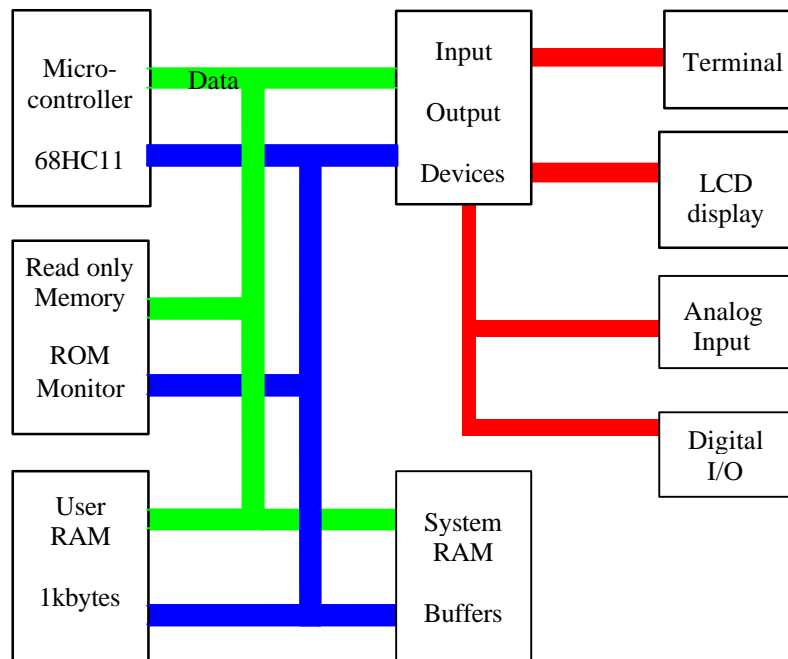 Micro-
controller
68HC11
Data
Input
Output
Devices
Terminal
LCD
display
Read only
Memory
ROM
Monitor
Analog
Input
Digital
I/O
User
RAM
1kbytes
System
RAM
Buffers